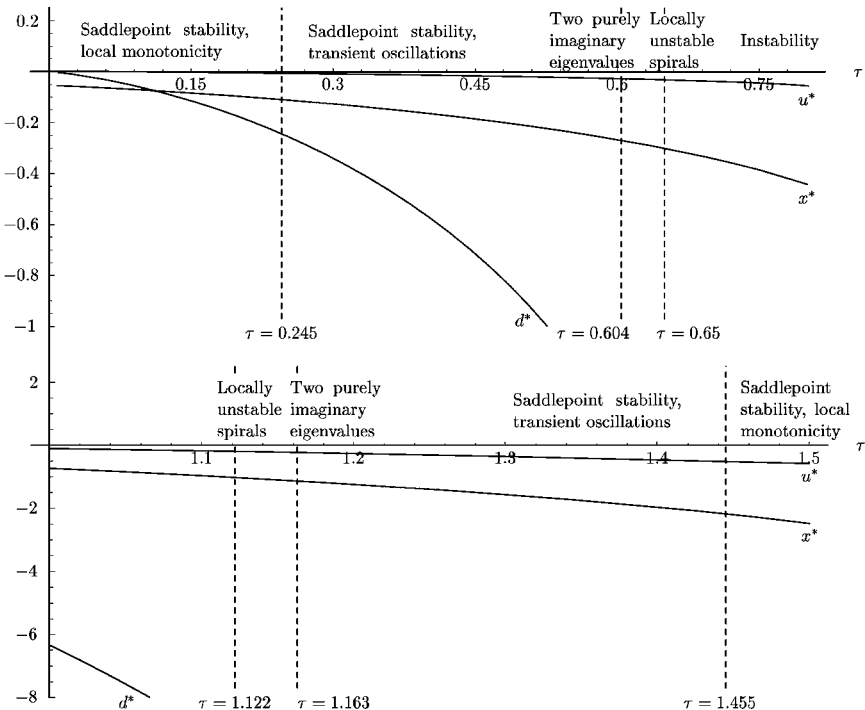 0.2
Saddlepoint stability,
local monotonicity
Saddlepoint stability,
transient oscillations
Two purely
imaginary
eigenvalues
Locally
unstable
spirals
Instability
τ
0.15
0.3
0.45
0.6
0.75
u*
−0.2
−0.4
x*
−0.6
−0.8
−1
d*
τ = 0.245
τ = 0.604
τ = 0.65
2
Locally
unstable
spirals
Two purely
imaginary
eigenvalues
Saddlepoint stability,
transient oscillations
Saddlepoint
stability, local
monotonicity
τ
1.1
1.2
1.3
1.4
1.5
u*
−2
x*
−4
−6
−8
d*
τ = 1.122
τ = 1.163
τ = 1.455